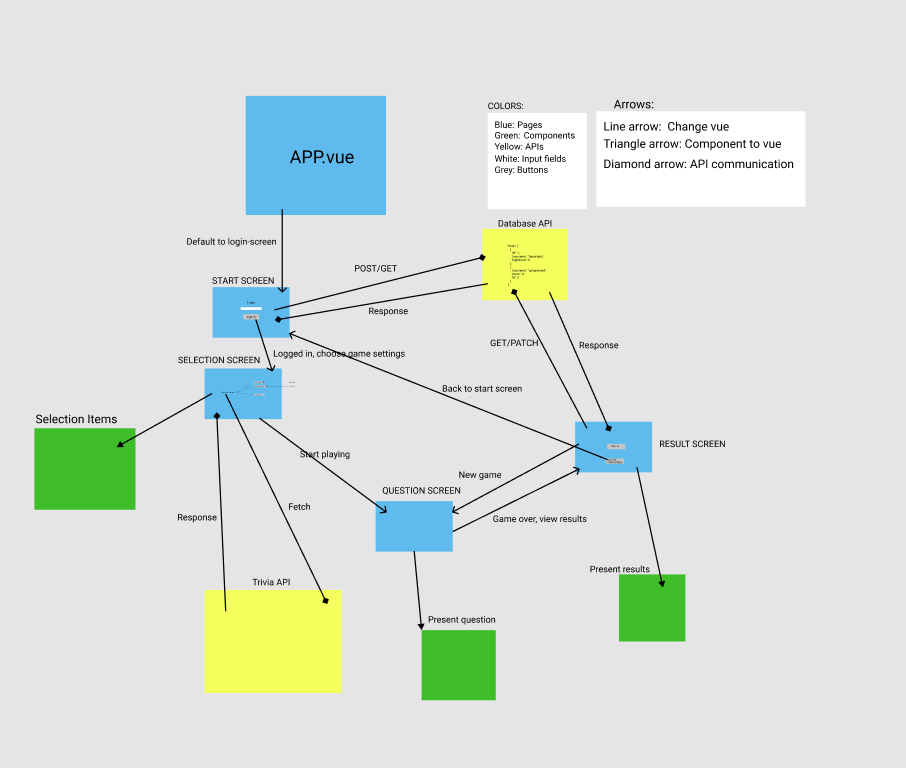 COLORS:
Arrows:
Blue: Pages
Green: Components
Yellow: APIs
White: Input fields
Grey: Buttons
Line arrow:  Change vue
Triangle arrow: Component to vue
Diamond arrow: API communication
APP.vue
Default to login-screen
Database API
POST/GET
START SCREEN
Response
GET/PATCH
Response
Logged in, choose game settings
SELECTION SCREEN
Back to start screen
Selection Items
RESULT SCREEN
Start playing
New game
QUESTION SCREEN
Fetch
Response
Game over, view results
Present results
Trivia API
Present question